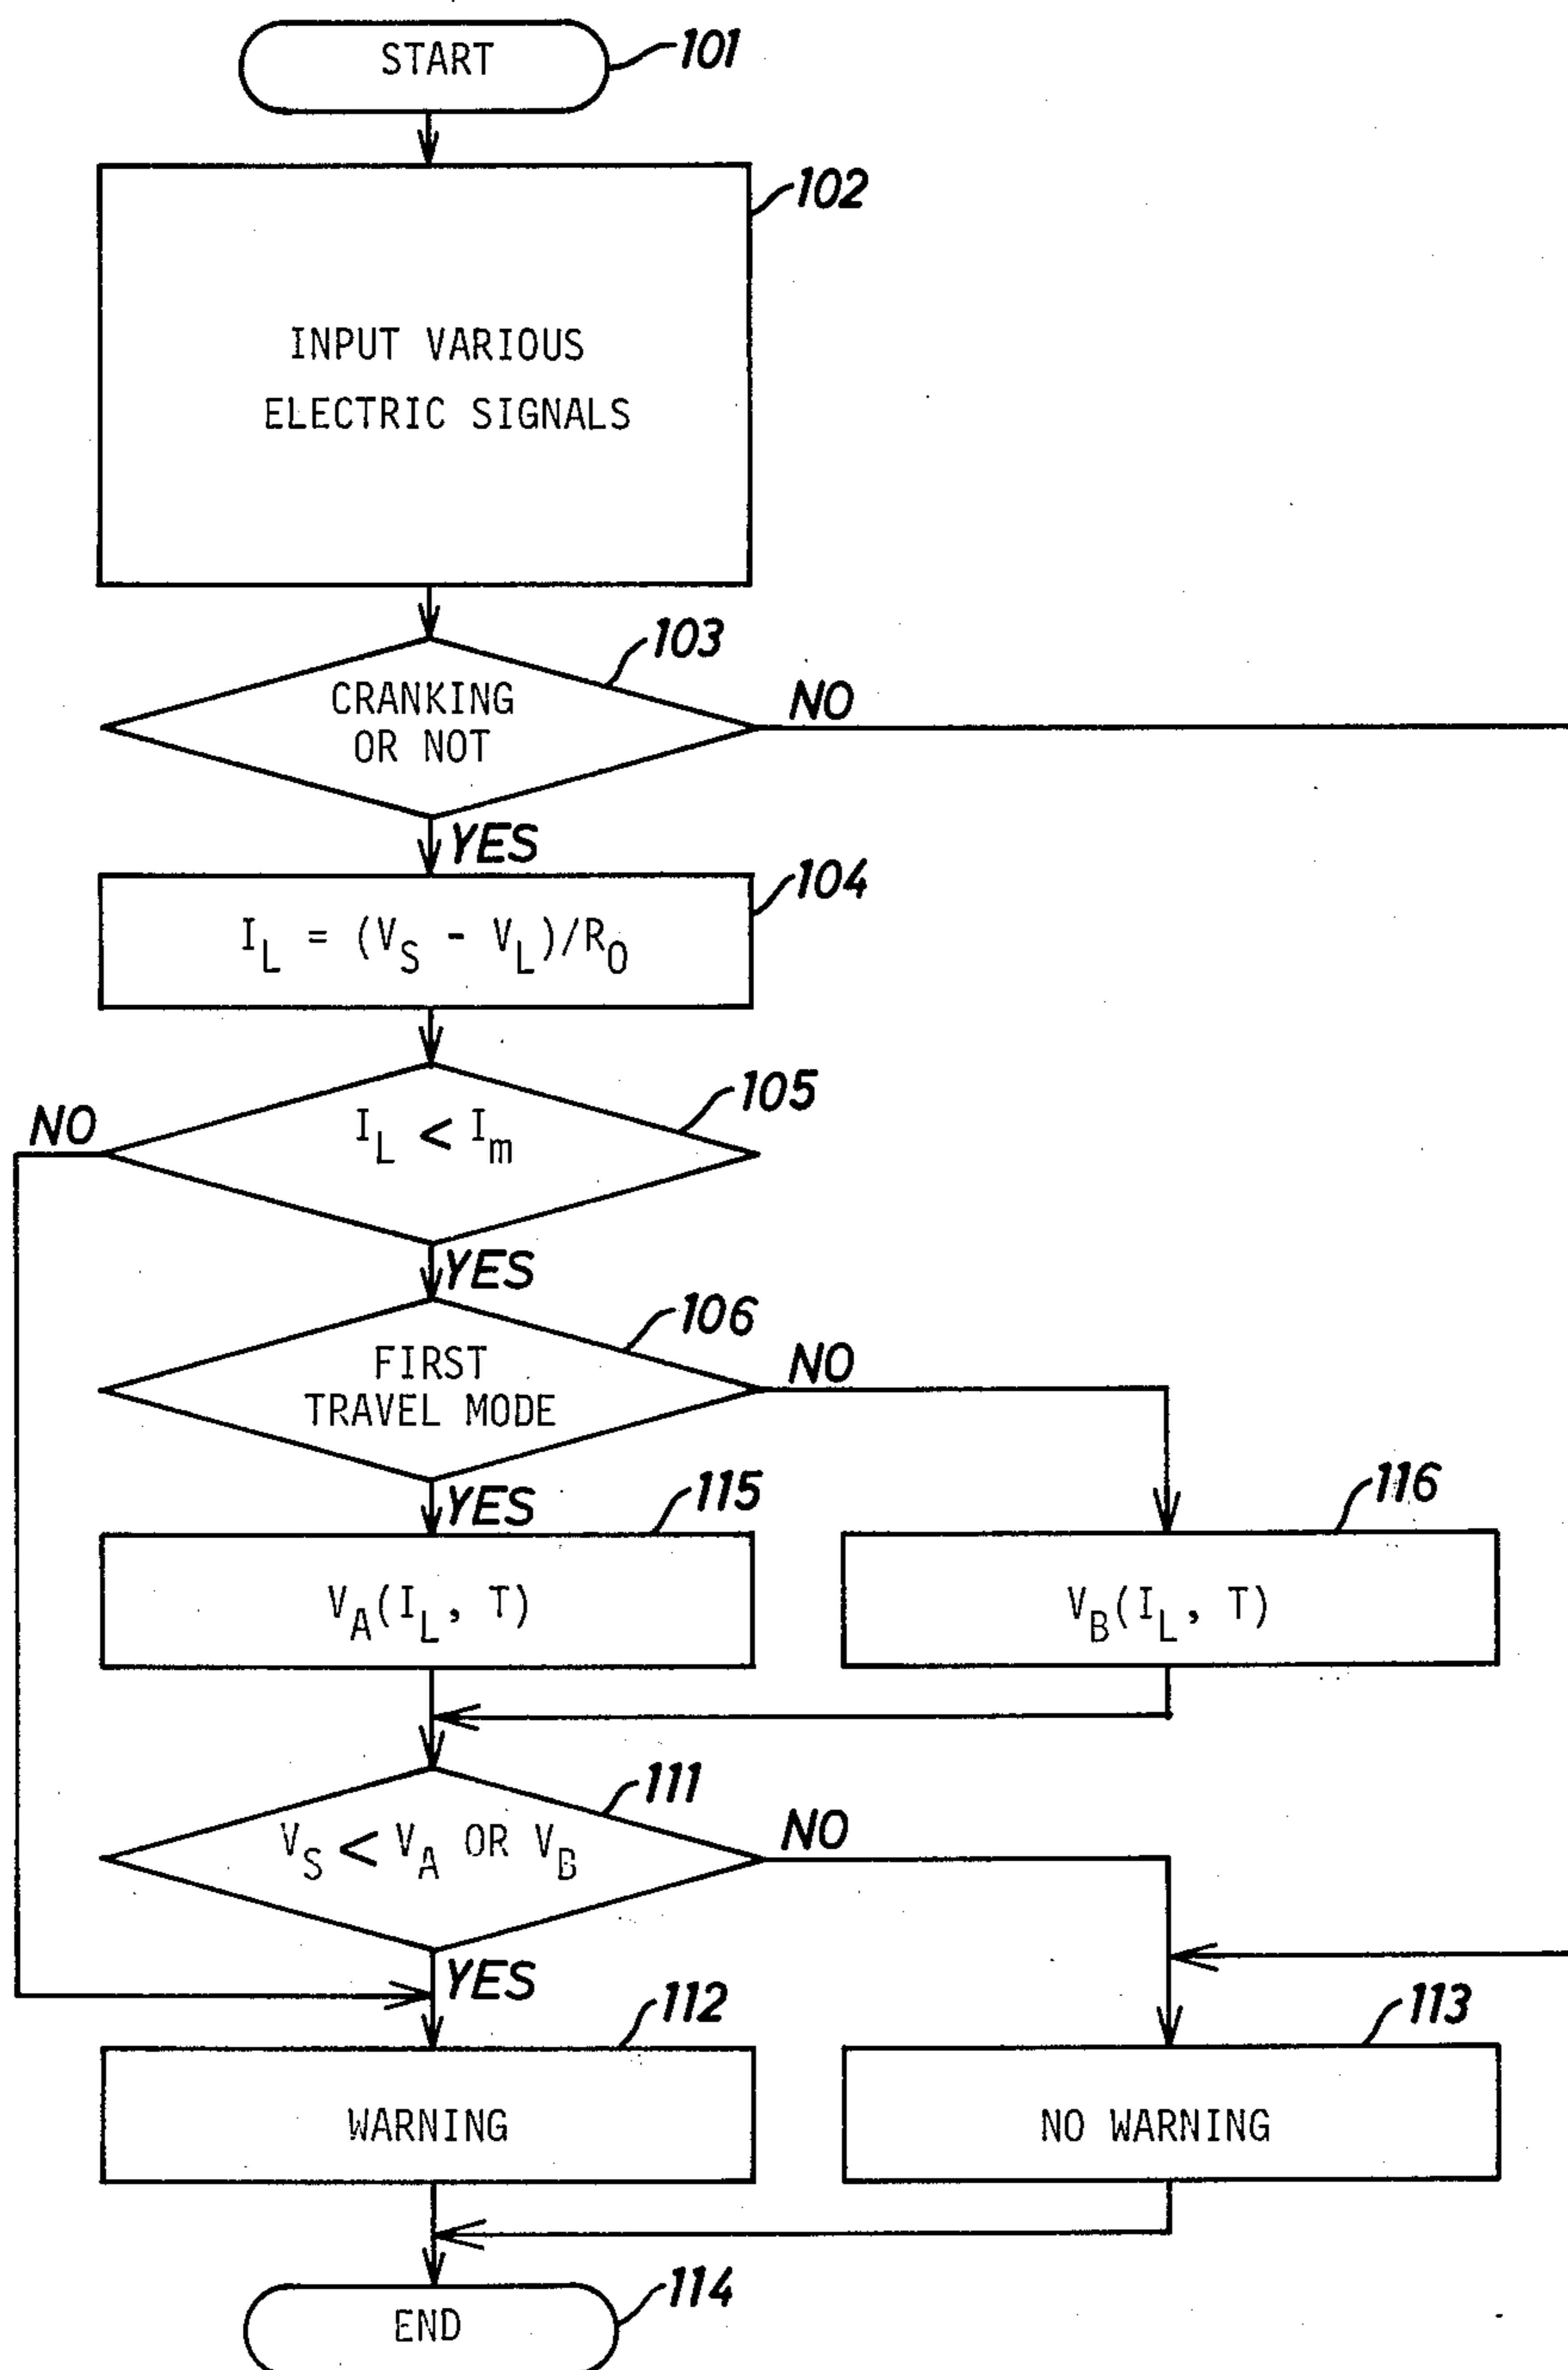 START
101
102
INPUT VARIOUS
ELECTRIC SIGNALS
103
CRANKING
OR NOT
NO
YES
104
I_L = (V_S - V_L)/R_0
105
NO
I_L < I_m
YES
106
FIRST
TRAVEL MODE
NO
YES
115
116
V_A(I_L, T)
V_B(I_L, T)
111
V_S < V_A OR V_B
NO
YES
112
113
WARNING
NO WARNING
114
END